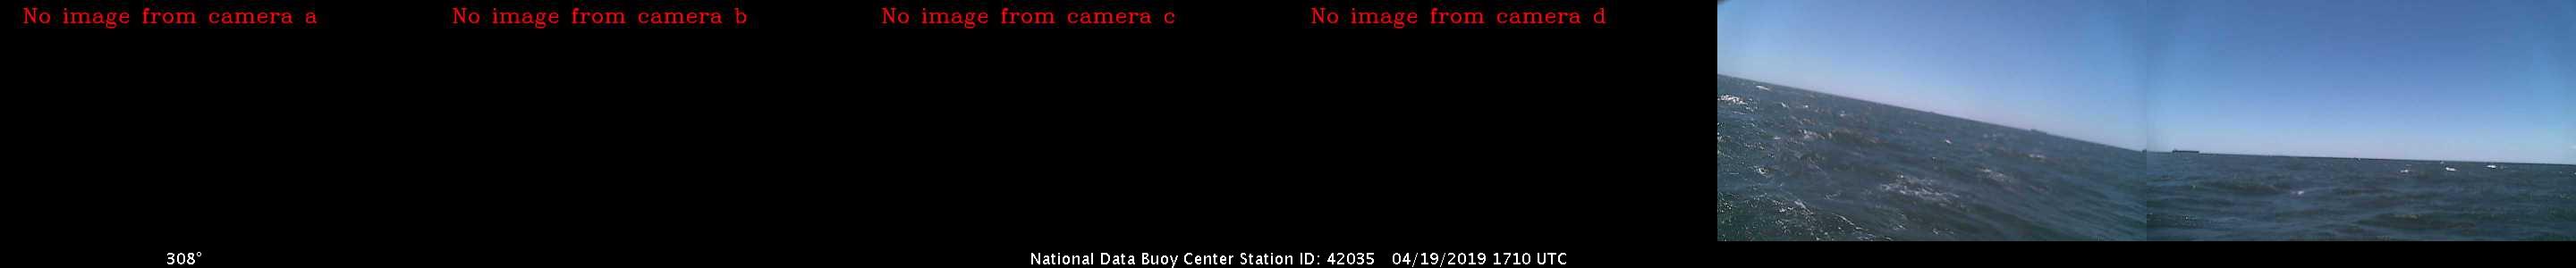 No image from camera a
No image from camera b
No image from camera c
No image from camera d
308°
National Data Buoy Center Station ID: 42035 04/19/2019 1710 UTC